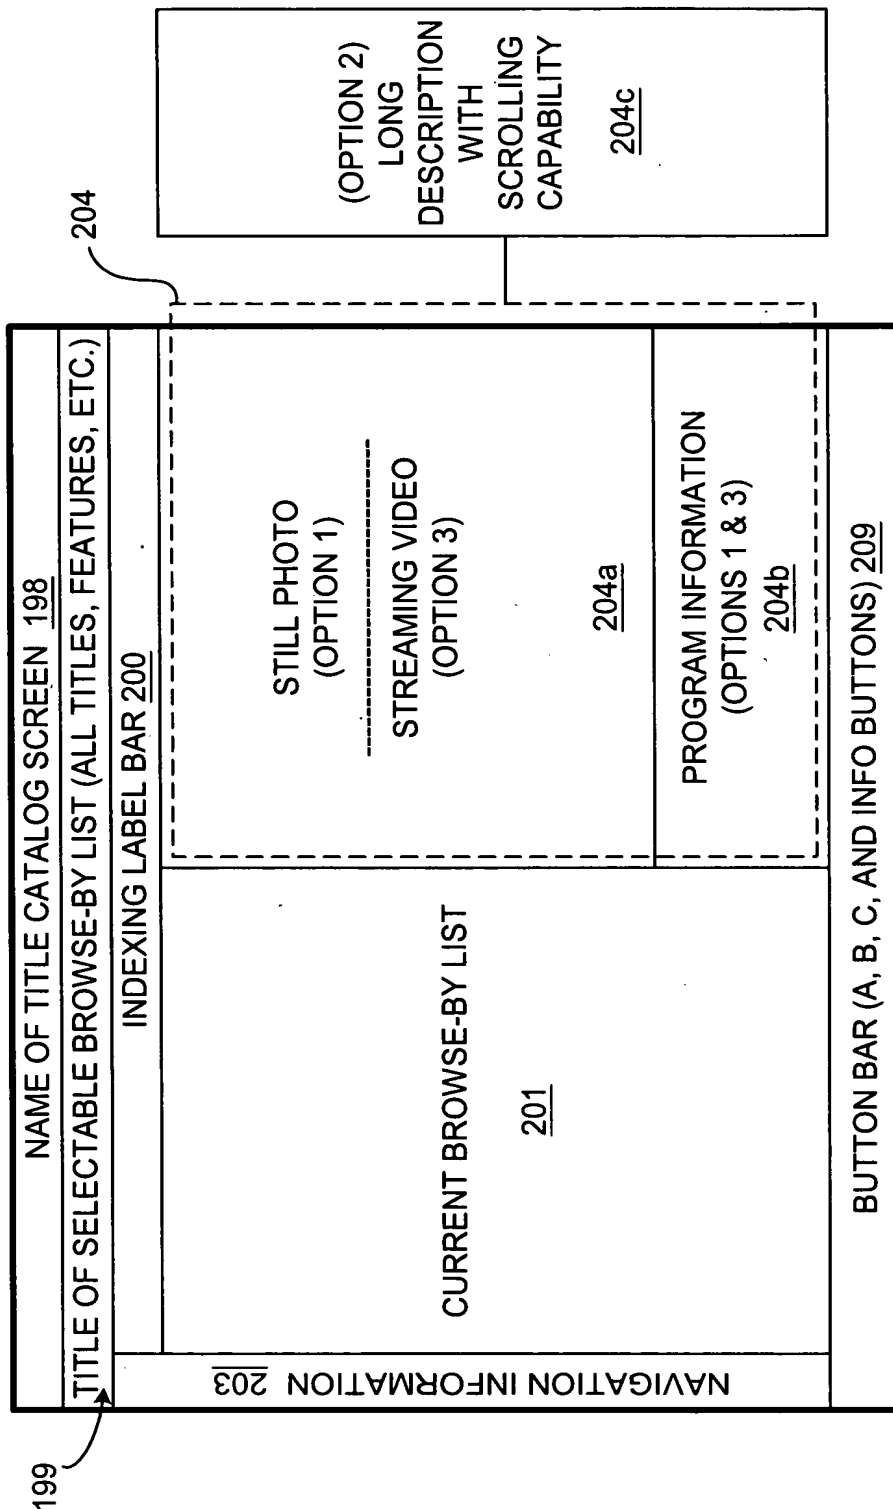 NAME OF TITLE CATALOG SCREEN 198
TITLE OF SELECTABLE BROWSE-BY LIST (ALL TITLES, FEATURES, ETC.)
199
INDEXING LABEL BAR 200
NAVIGATION INFORMATION 203
CURRENT BROWSE-BY LIST
201
STILL PHOTO
(OPTION 1)
STREAMING VIDEO
(OPTION 3)
204a
PROGRAM INFORMATION
(OPTIONS 1 & 3)
204b
204
(OPTION 2)
LONG
DESCRIPTION
WITH
SCROLLING
CAPABILITY
204c
BUTTON BAR (A, B, C, AND INFO BUTTONS) 209